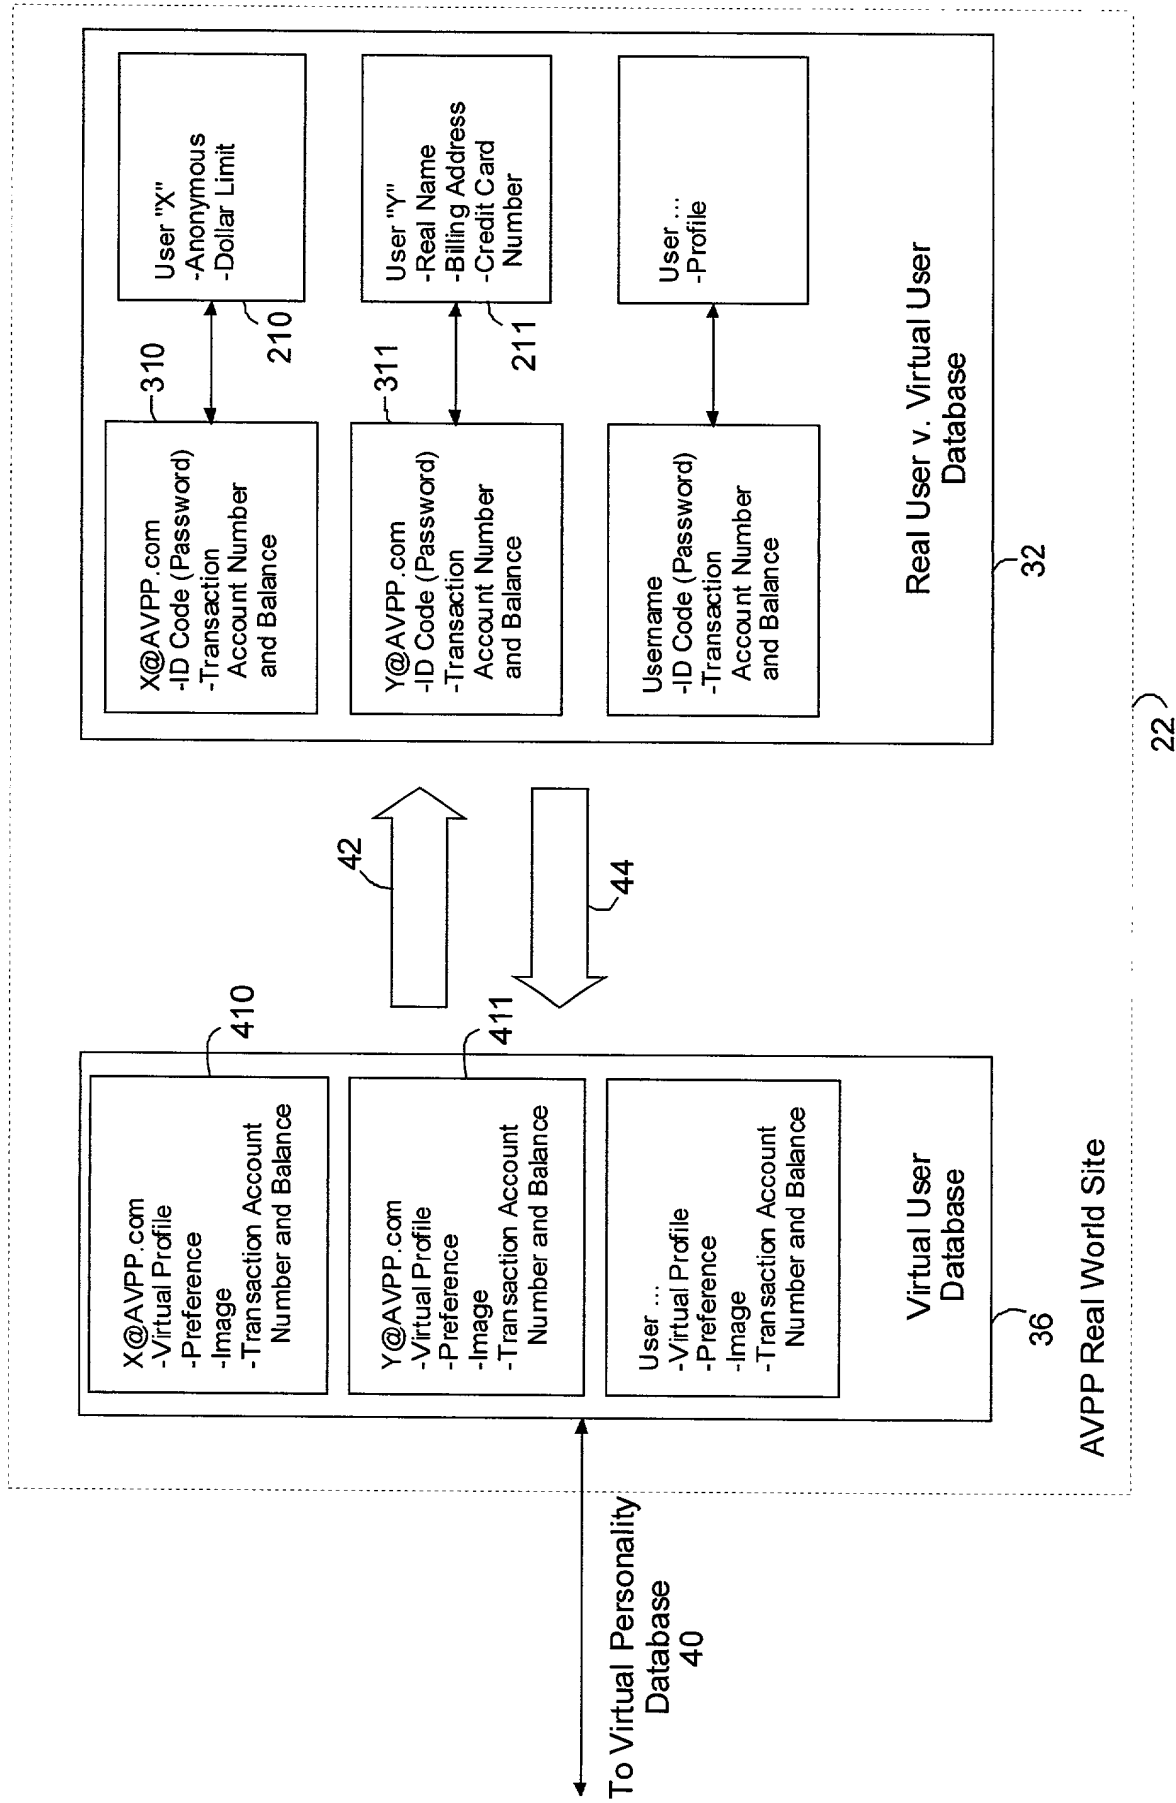 To Virtual Personality
Database
40
X@AVPP.com
-Virtual Profile
-Preference
-Image
-Transaction Account
Number and Balance
410
Y@AVPP.com
-Virtual Profile
-Preference
-Image
-Transaction Account
Number and Balance
411
User ...
-Virtual Profile
-Preference
-Image
-Transaction Account
Number and Balance
Virtual User
Database
36
AVPP Real World Site
42
44
X@AVPP.com
-ID Code (Password)
-Transaction
Account Number
and Balance
310
User "X"
-Anonymous
-Dollar Limit
210
Y@AVPP.com
-ID Code (Password)
-Transaction
Account Number
and Balance
311
User "Y"
-Real Name
-Billing Address
-Credit Card
Number
211
Username
-ID Code (Password)
-Transaction
Account Number
and Balance
User ...
-Profile
Real User v. Virtual User
Database
32
22